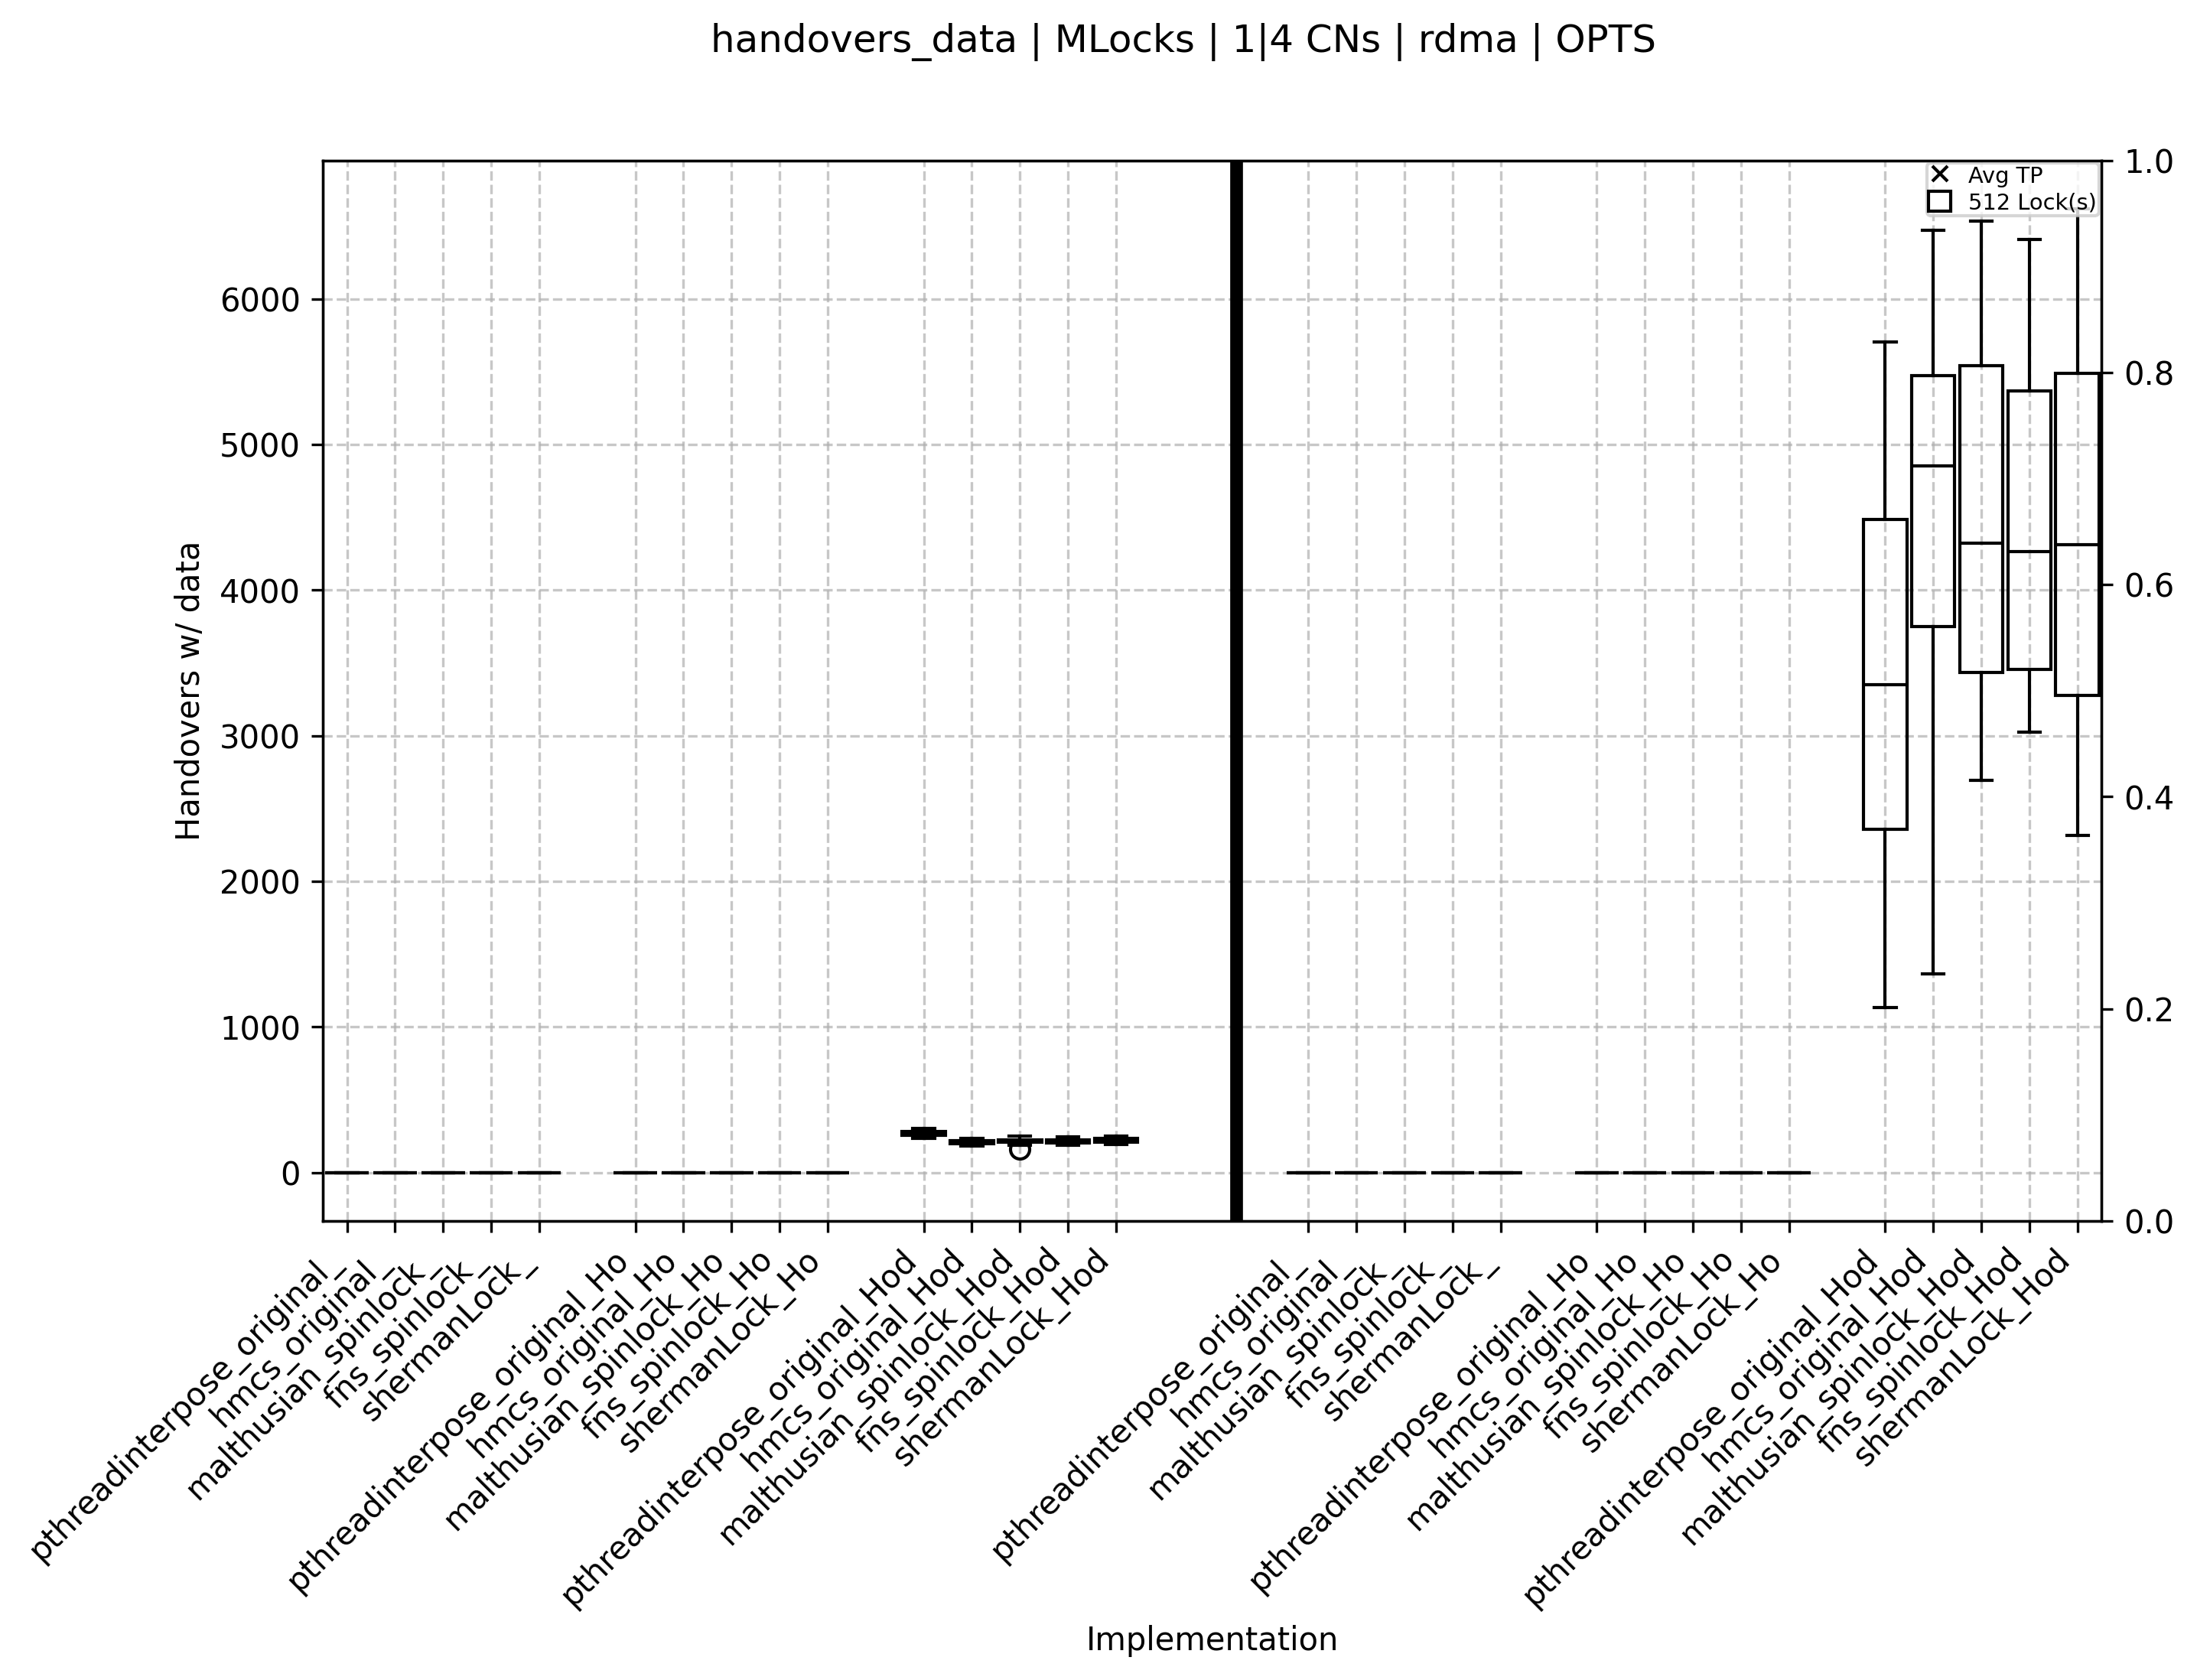 handovers_data | MLocks | 1|4 CNs | rdma | OPTS
Avg TP
512 Lock(s)
Handovers w/ data
6000
5000
4000
3000
2000
1000
0
1.0
0.8
0.6
0.4
0.2
0.0
pthreadinterpose_original_
hmcs_original_
malthusian_spinlock_
fns_spinlock_
shermanLock_
pthreadinterpose_original_Ho
hmcs_original_Ho
malthusian_spinlock_Ho
fns_spinlock_Ho
shermanLock_Ho
pthreadinterpose_original_Hod
hmcs_original_Hod
malthusian_spinlock_Hod
fns_spinlock_Hod
shermanLock_Hod
pthreadinterpose_original_
hmcs_original_
malthusian_spinlock_
fns_spinlock_
shermanLock_
pthreadinterpose_original_Ho
hmcs_original_Ho
malthusian_spinlock_Ho
fns_spinlock_Ho
shermanLock_Ho
pthreadinterpose_original_Hod
hmcs_original_Hod
malthusian_spinlock_Hod
fns_spinlock_Hod
shermanLock_Hod
Implementation